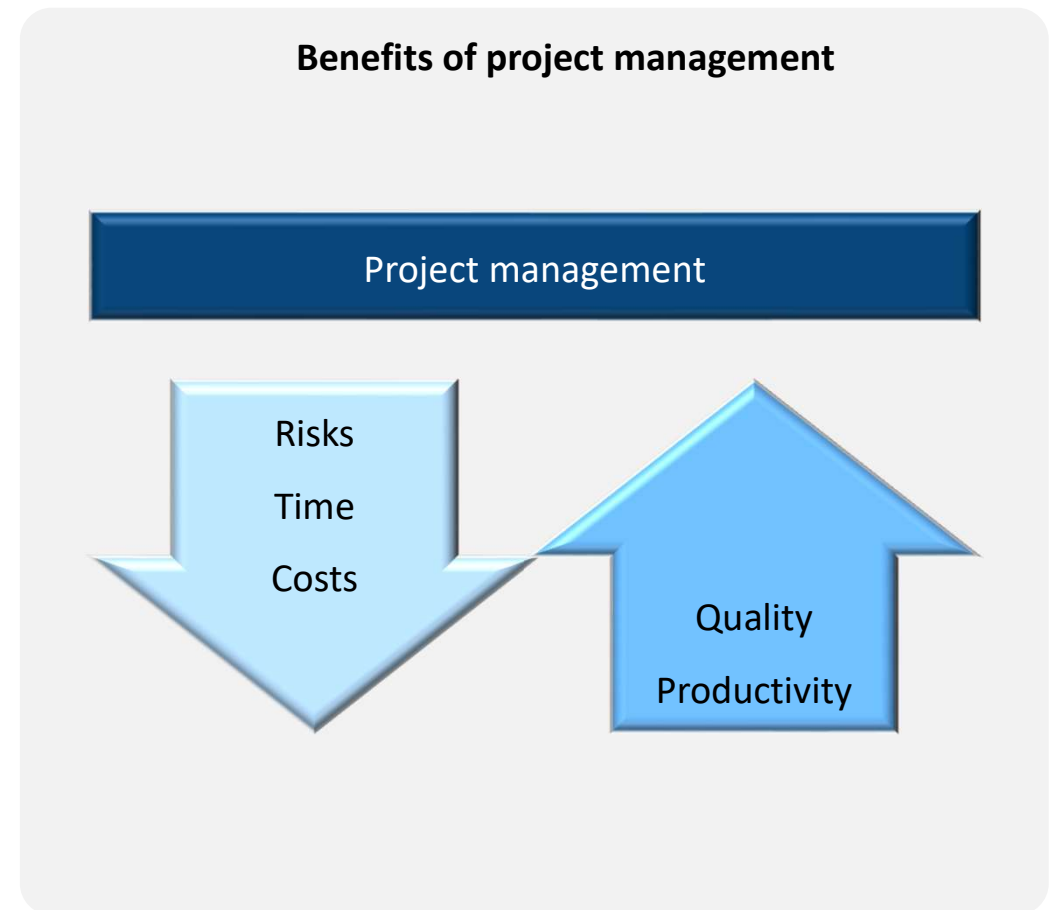 Benefits of project management
Project management
Risks
Time
Costs
Quality
Productivity